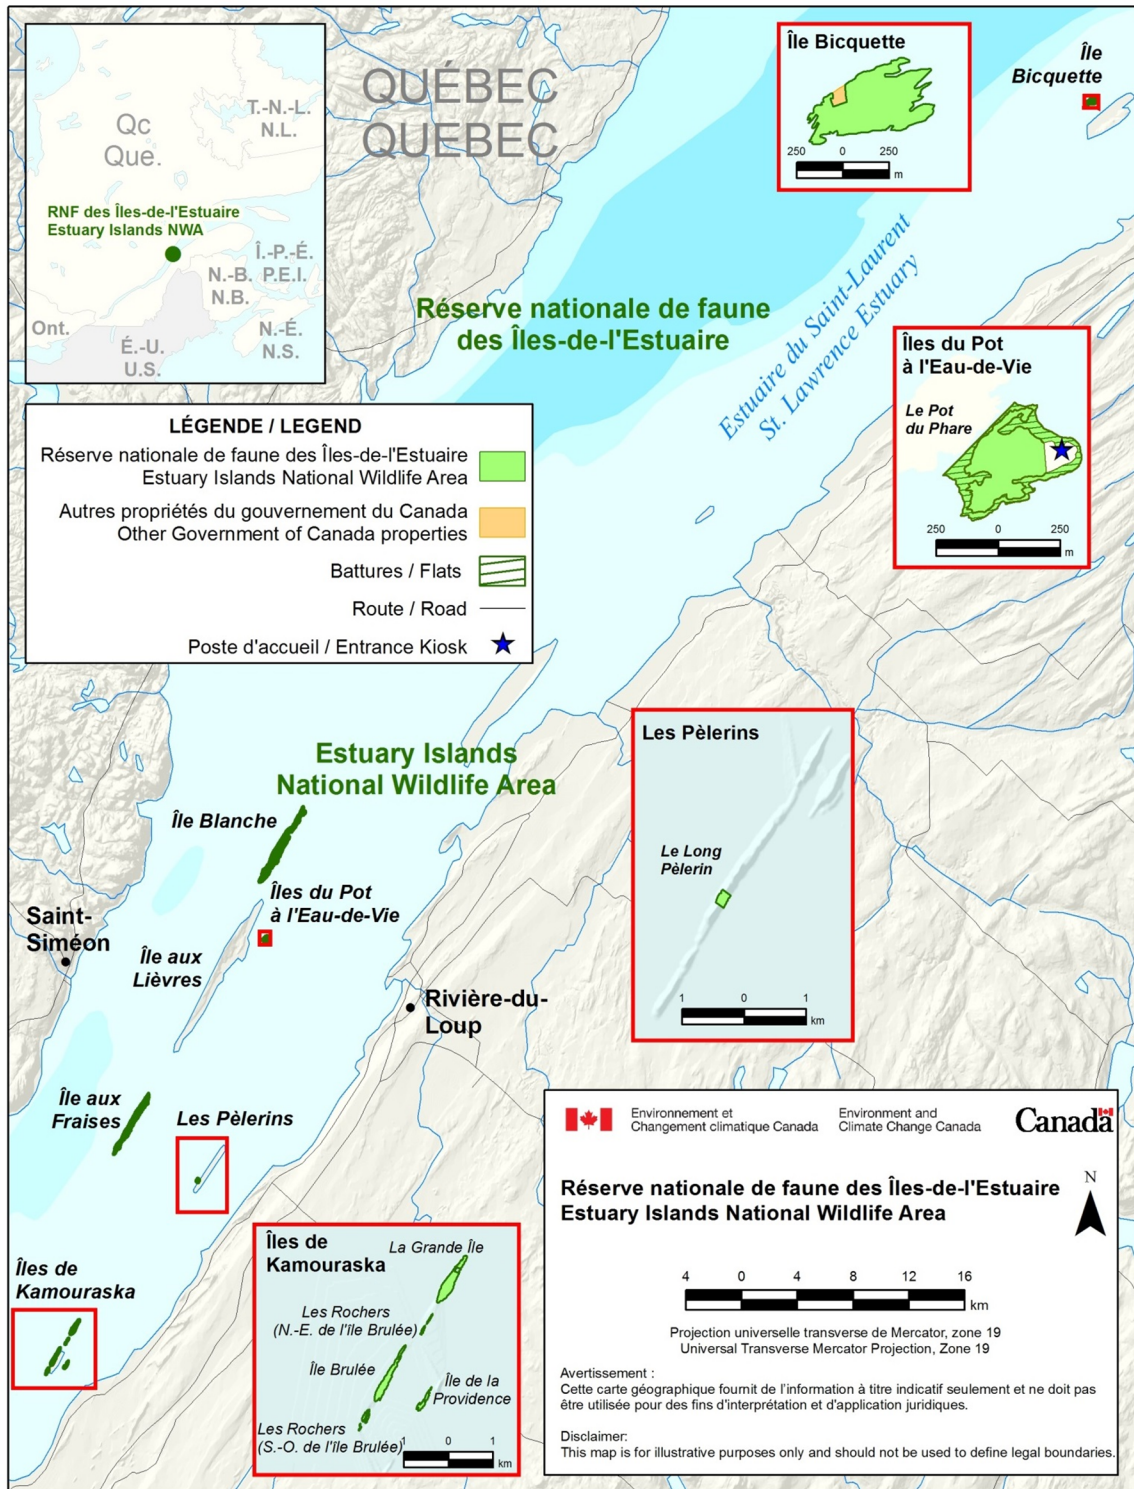 QUÉBEC
QUEBEC
Qc
Que.
T.-N.-L.
N.L.
RNF des Îles-de-l'Estuaire
Estuary Islands NWA
Î.-P.-É.
P.E.I.
N.-B.
N.B.
Ont.
É.-U.
U.S.
N.-É.
N.S.
Île Bicquette
250 0 250
m
Île
Bicquette
Réserve nationale de faune
des Îles-de-l'Estuaire
Estuaire du Saint-Laurent
St. Lawrence Estuary
Îles du Pot
à l'Eau-de-Vie
Le Pot
du Phare
250 0 250
m
LÉGENDE / LEGEND
Réserve nationale de faune des Îles-de-l'Estuaire
Estuary Islands National Wildlife Area
Autres propriétés du gouvernement du Canada
Other Government of Canada properties
Battures / Flats
Route / Road
Poste d'accueil / Entrance Kiosk
Estuary Islands
National Wildlife Area
Les Pèlerins
Le Long
Pèlerin
1 0 1
km
Île Blanche
Îles du Pot
à l'Eau-de-Vie
Saint-
Siméon
Île aux
Lièvres
Rivière-du-
Loup
Île aux
Fraises
Les Pèlerins
Îles de
Kamouraska
Îles de
Kamouraska
La Grande Île
Les Rochers
(N.-E. de l'île Brulée)
Île Brulée
Île de la
Providence
Les Rochers
(S.-O. de l'île Brulée)
1 0 1
km
Environnement et
Changement climatique Canada
Environment and
Climate Change Canada
Canada
Réserve nationale de faune des Îles-de-l'Estuaire
Estuary Islands National Wildlife Area
N
4 0 4 8 12 16
km
Projection universelle transverse de Mercator, zone 19
Universal Transverse Mercator Projection, Zone 19
Avertissement :
Cette carte géographique fournit de l'information à titre indicatif seulement et ne doit pas
être utilisée pour des fins d'interprétation et d'application juridiques.
Disclaimer:
This map is for illustrative purposes only and should not be used to define legal boundaries.